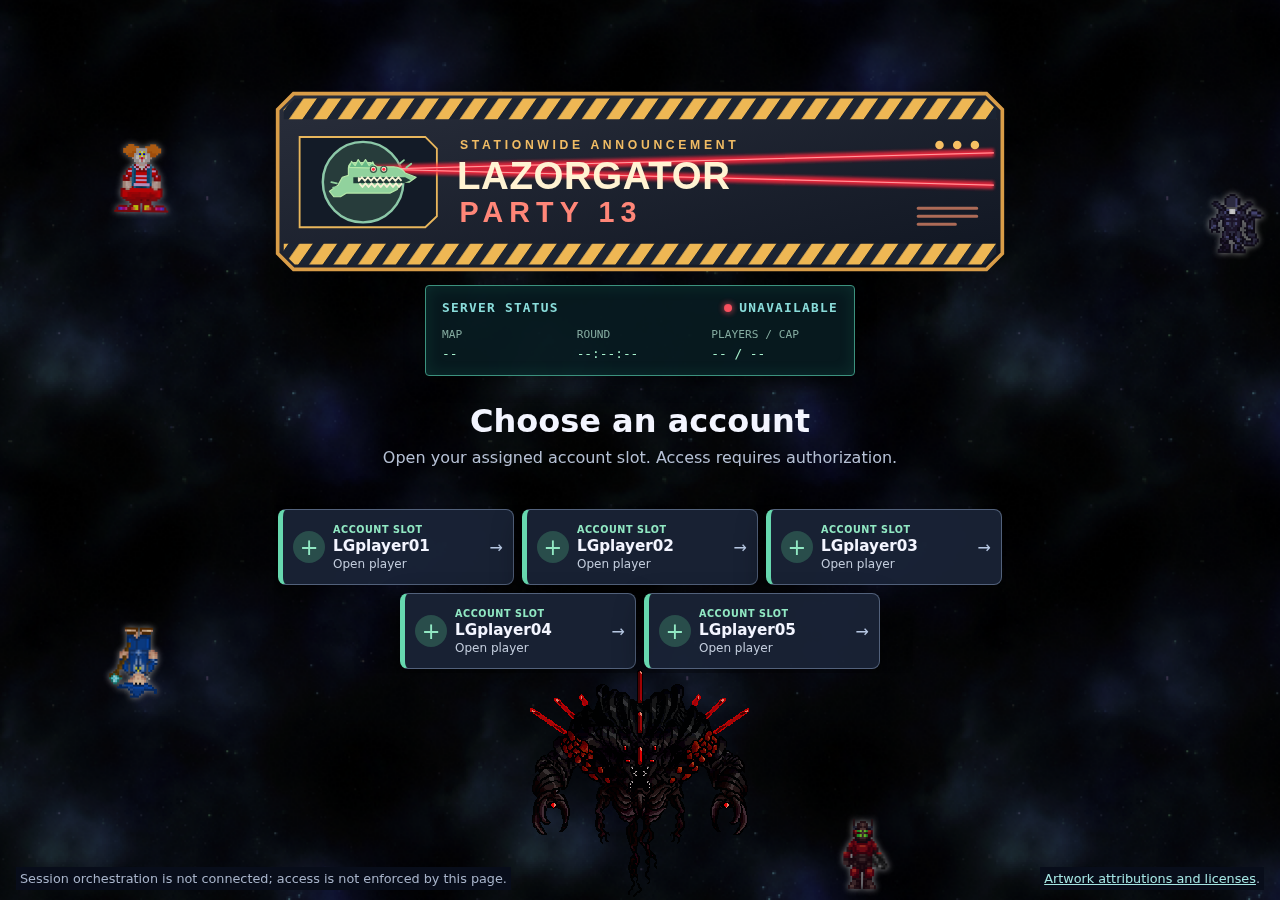 STATIONWIDE ANNOUNCEMENT
LAZORGATOR
PARTY 13
SERVER STATUS
UNAVAILABLE
MAP
ROUND
PLAYERS / CAP
--
--:--:--
-- / --
Choose an account
Open your assigned account slot. Access requires authorization.
ACCOUNT SLOT
LGplayer01
Open player
→
ACCOUNT SLOT
LGplayer02
Open player
→
ACCOUNT SLOT
LGplayer03
Open player
→
ACCOUNT SLOT
LGplayer04
Open player
→
ACCOUNT SLOT
LGplayer05
Open player
→
Session orchestration is not connected; access is not enforced by this page.
Artwork attributions and licenses.